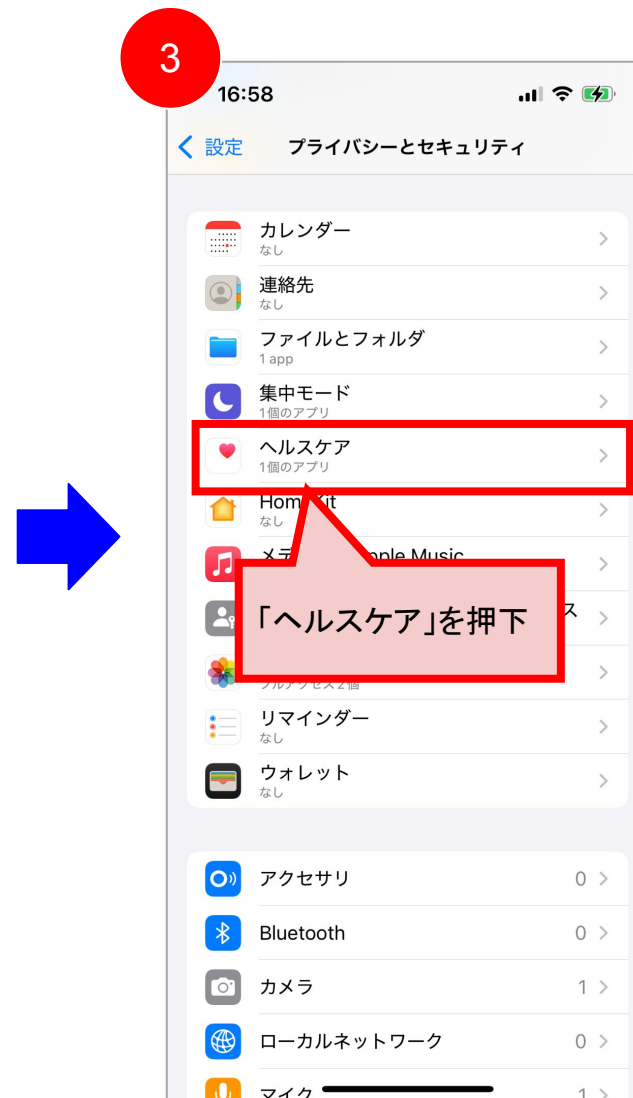 3
16:58
設定
プライバシーとセキュリティ
カレンダー
なし
連絡先
なし
ファイルとフォルダ
1 app
集中モード
1個のアプリ
ヘルスケア
1個のアプリ
なし
「ヘルスケア」を押下
ス
リマインダー
なし
ウォレット
なし
アクセサリ 0
Bluetooth 0
カメラ 1
ローカルネットワーク 0
マイク 1